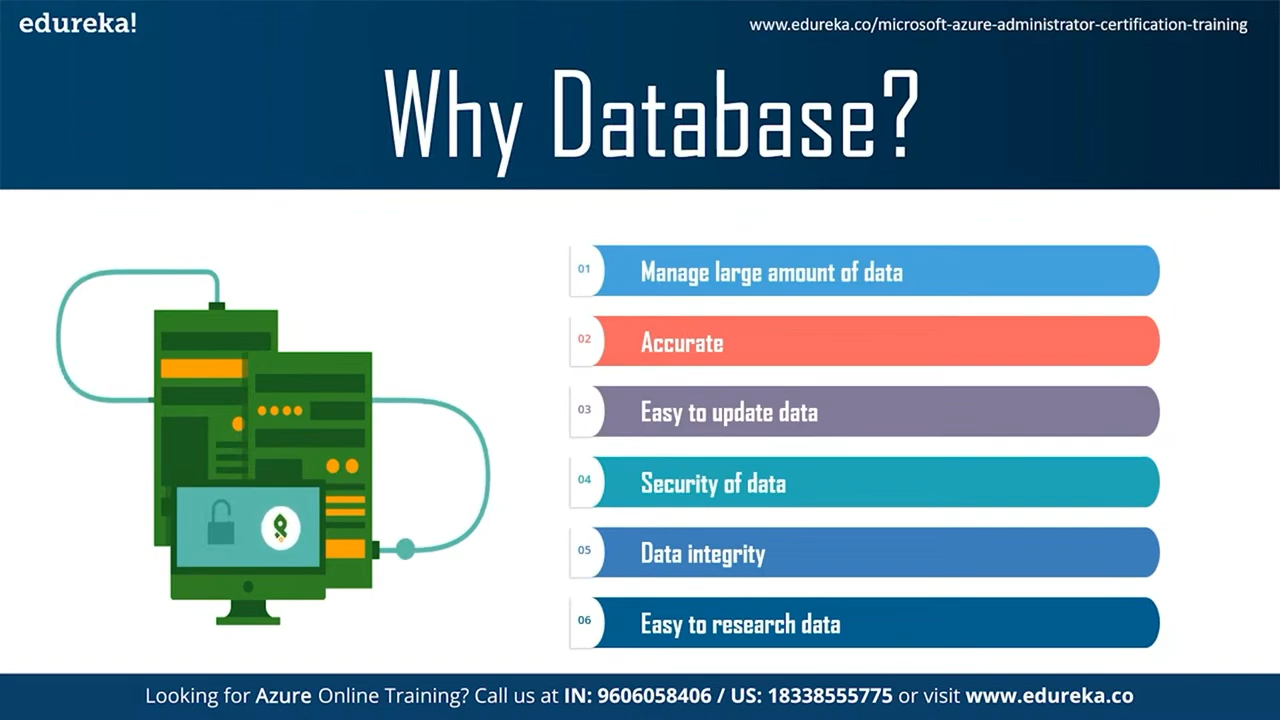 edureka!
www.edureka.co/microsoft-azure-administrator-certification-training
Why Database?
01 Manage large amount of data
02 Accurate
03 Easy to update data
04 Security of data
05 Data integrity
06 Easy to research data
Looking for Azure Online Training? Call us at IN: 9606058406 / US: 18338555775 or visit www.edureka.co